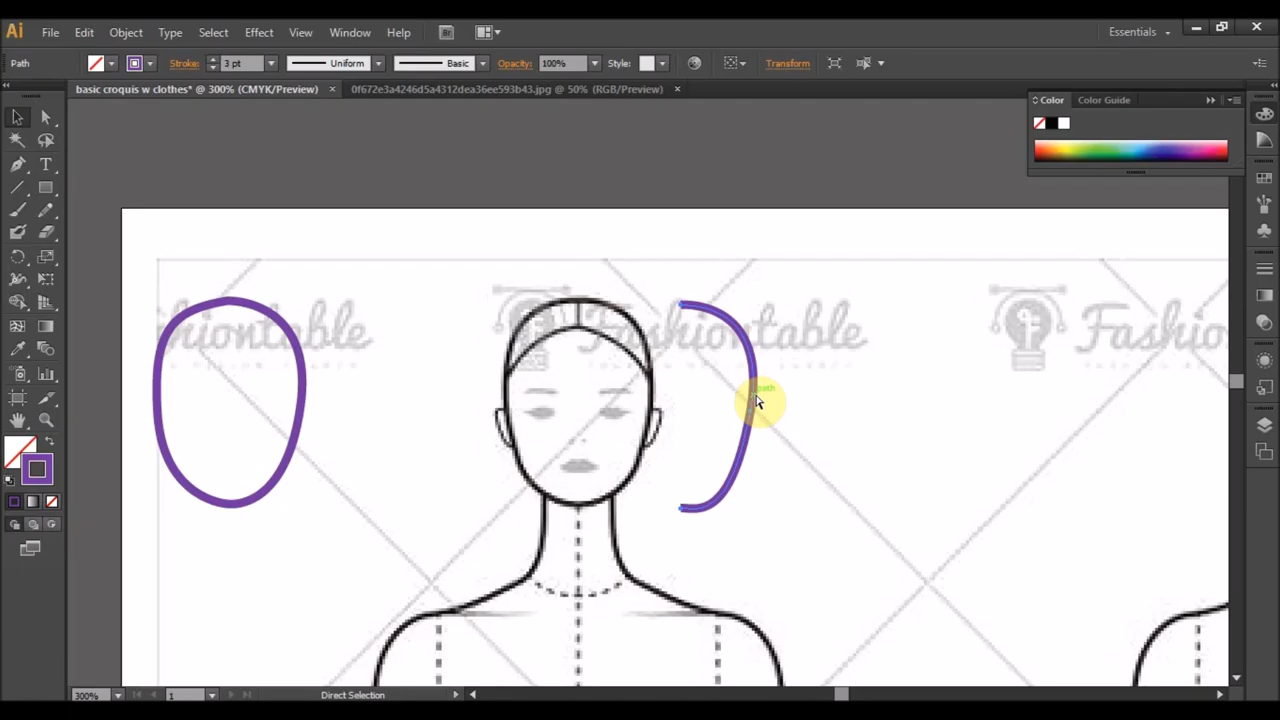 Ai File Edit Object Type Select Effect View Window Help Br Essentials
Path Stroke: 3 pt Uniform Basic Opacity: 100% Style: Transform
basic croquis w clothes* @ 300% (CMYK/Preview) × 0f672e3a4246d5a4312dea36ee593b43.jpg @ 50% (RGB/Preview) ×
Color Color Guide
Fashiontable
path
300% 1 Direct Selection